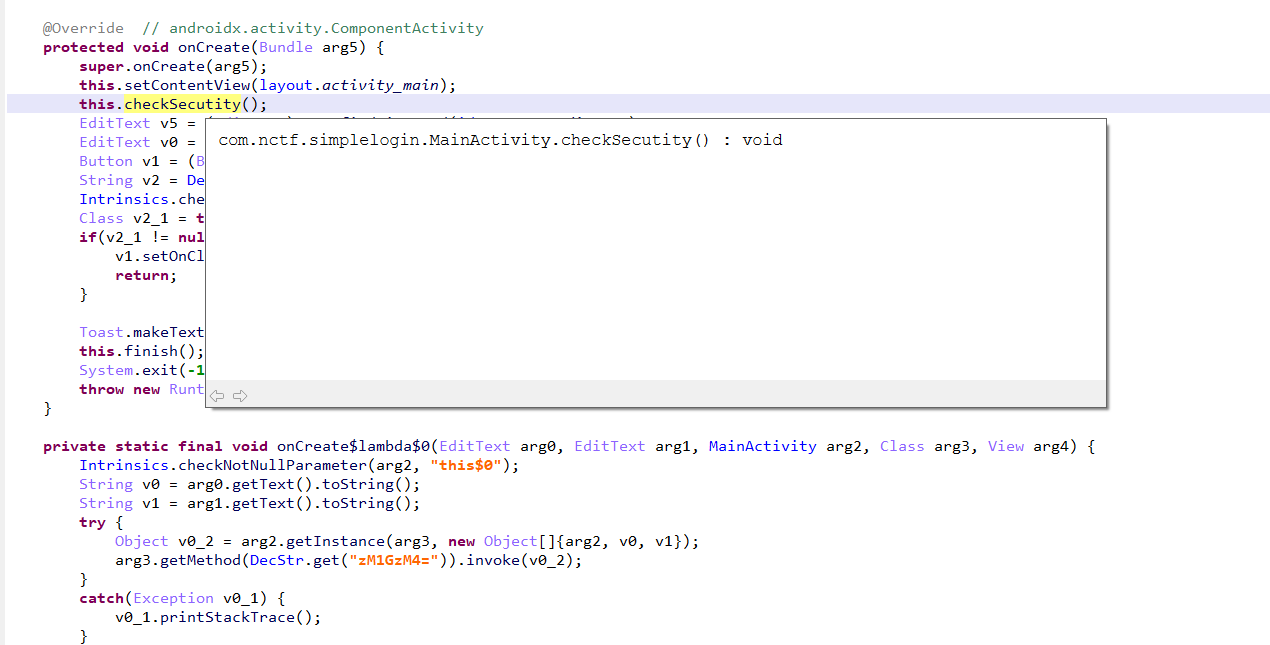 @Override  // androidx.activity.ComponentActivity
protected void onCreate(Bundle arg5) {
    super.onCreate(arg5);
    this.setContentView(layout.activity_main);
    this.checkSecutity();
    EditText v5 =
    EditText v0 =
    Button v1 = (B
    String v2 = De
    Intrinsics.che
    Class v2_1 = t
    if(v2_1 != nul
        v1.setOnCl
        return;
    }
    Toast.makeText
    this.finish();
    System.exit(-1
    throw new Runt
}
com.nctf.simplelogin.MainActivity.checkSecutity() : void
private static final void onCreate$lambda$0(EditText arg0, EditText arg1, MainActivity arg2, Class arg3, View arg4) {
    Intrinsics.checkNotNullParameter(arg2, "this$0");
    String v0 = arg0.getText().toString();
    String v1 = arg1.getText().toString();
    try {
        Object v0_2 = arg2.getInstance(arg3, new Object[]{arg2, v0, v1});
        arg3.getMethod(DecStr.get("zM1GzM4=")).invoke(v0_2);
    }
    catch(Exception v0_1) {
        v0_1.printStackTrace();
    }